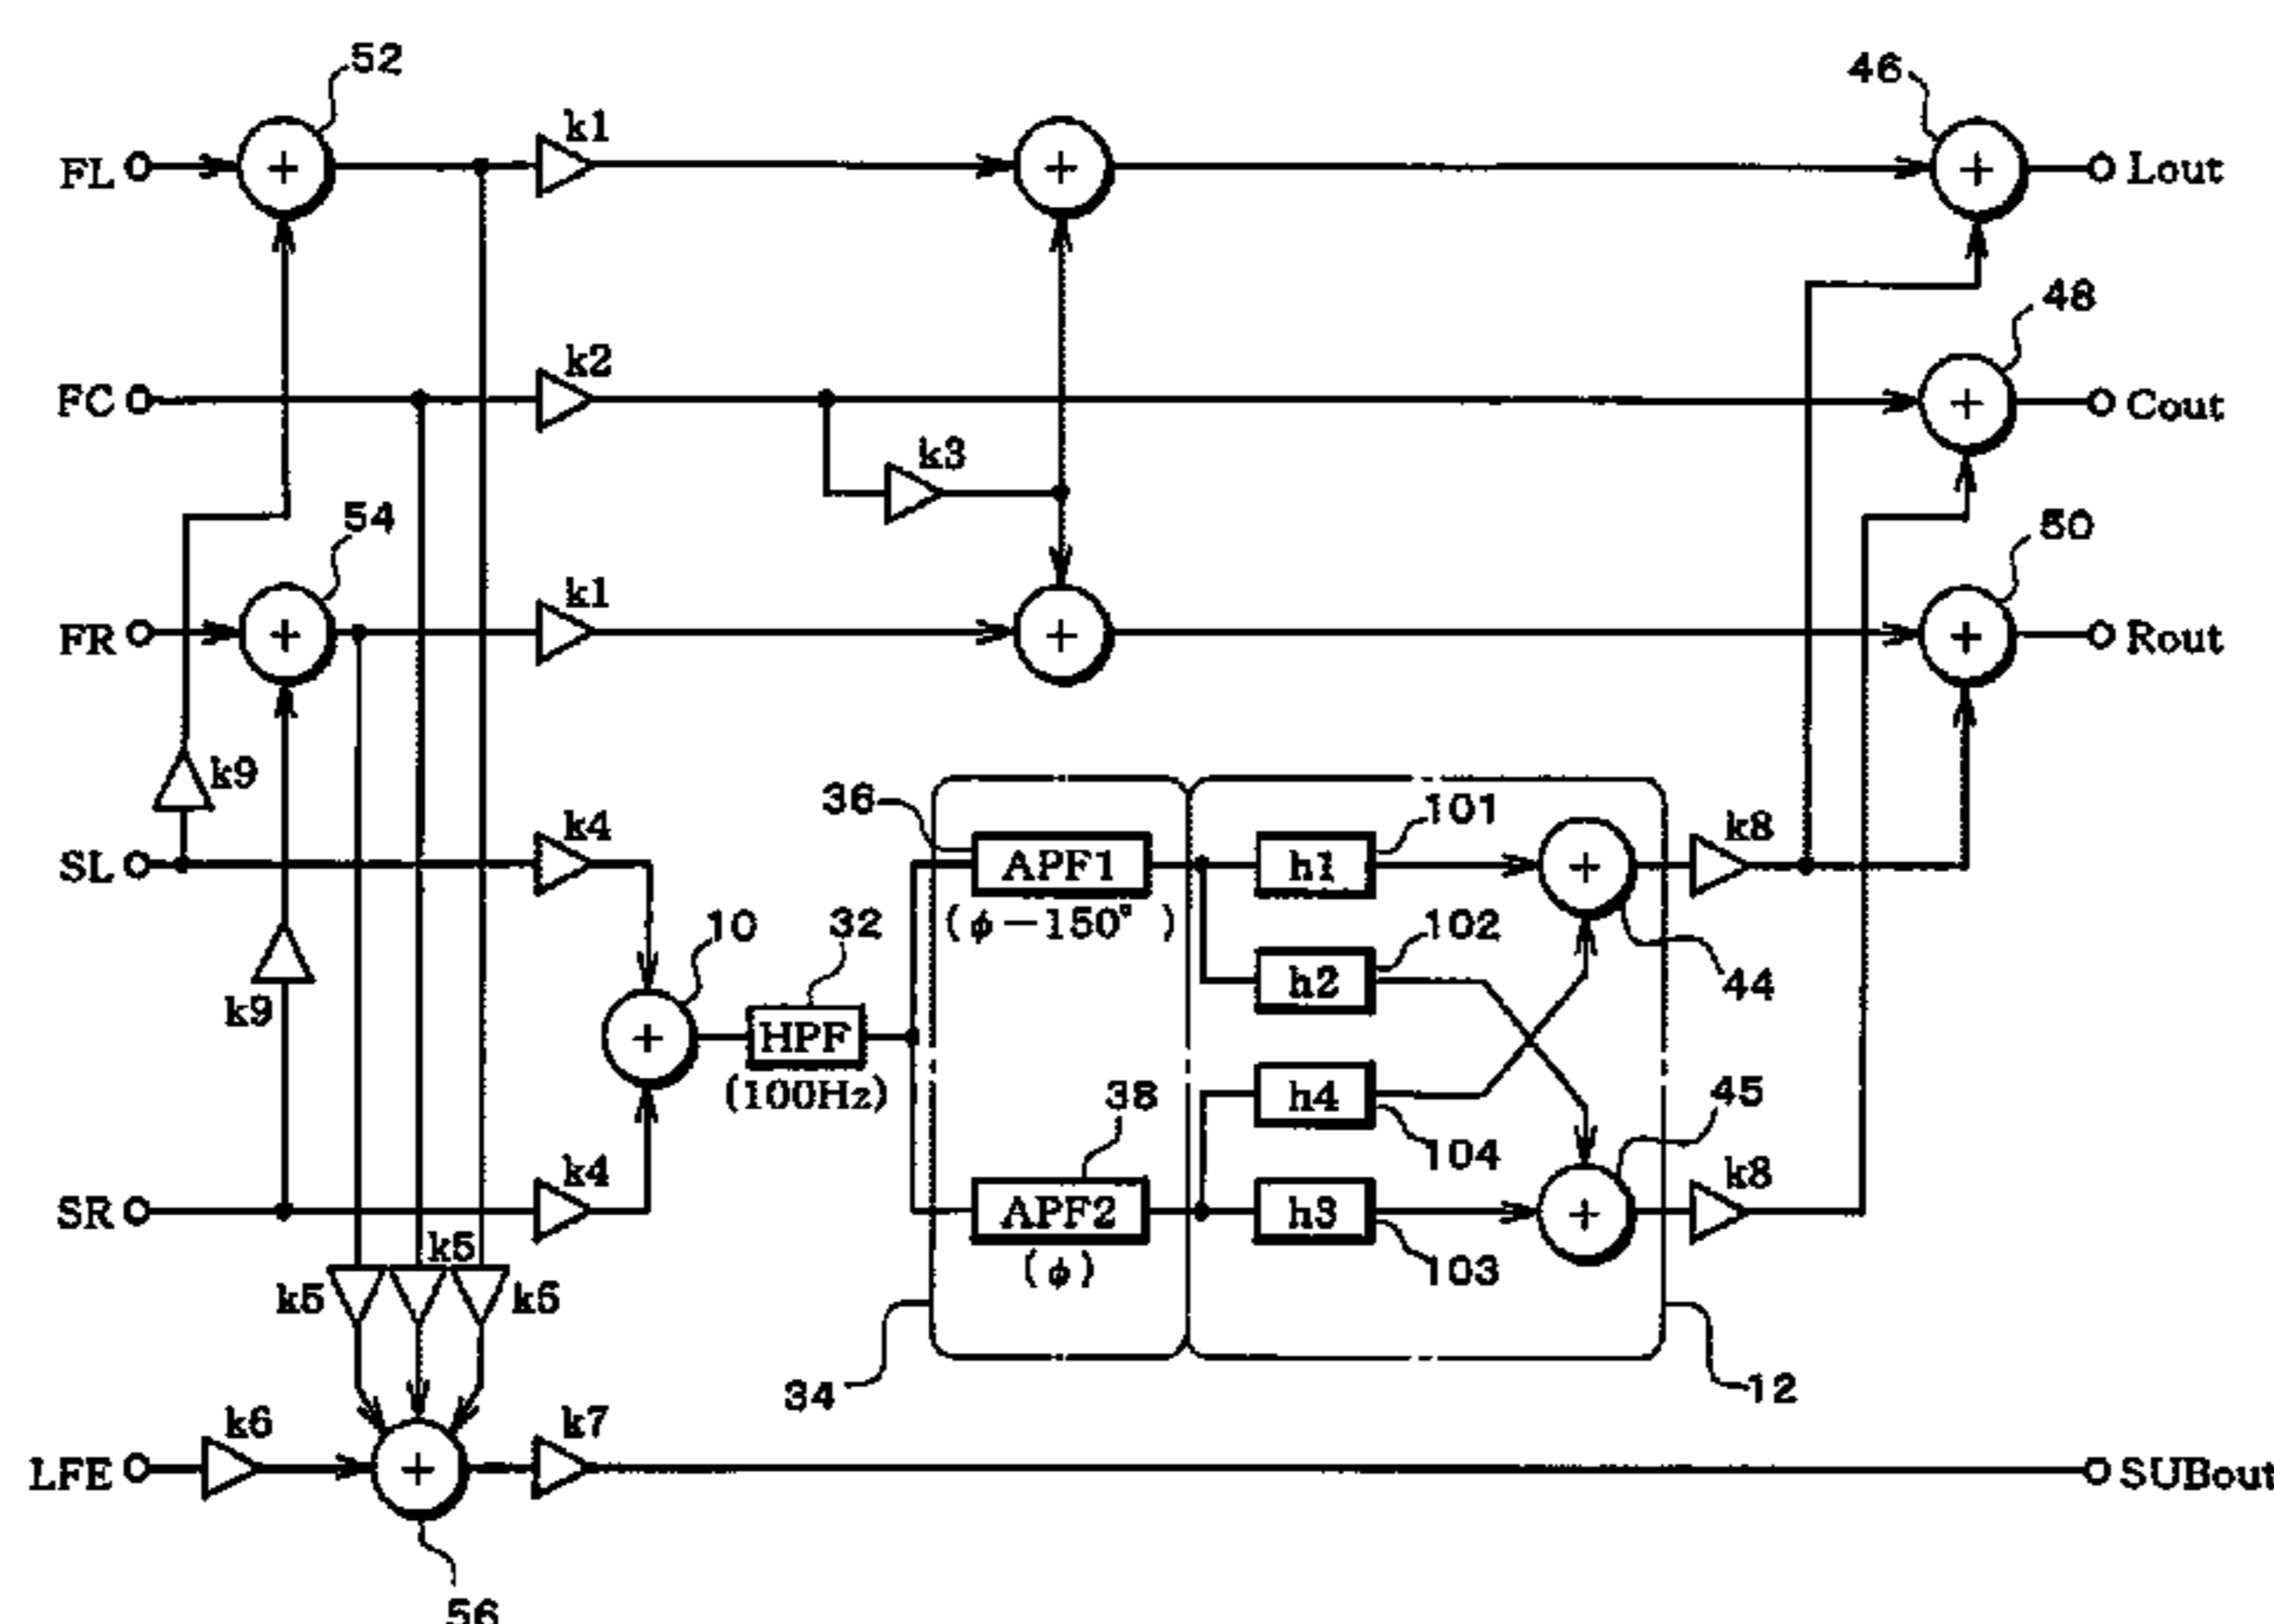 52
46
k1
FL
+
+
+
Lout
48
k2
FC
+
Cout
k3
54
50
k1
FR
+
+
+
Rout
k9
36
101
k4
k8
SL
APF1
h1
+
(ϕ−150°)
10
32
102
h2
44
k9
+
HPF
(100Hz)
38
h4
45
104
k4
k8
SR
APF2
h3
+
(ϕ)
103
k5
k5
k5
34
12
k6
k7
LFE
+
SUBout
56